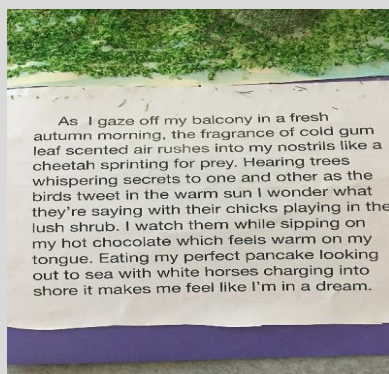 As I gaze off my balcony in a fresh
autumn morning, the fragrance of cold gum
leaf scented air rushes into my nostrils like a
cheetah sprinting for prey. Hearing trees
whispering secrets to one and other as the
birds tweet in the warm sun I wonder what
they're saying with their chicks playing in the
lush shrub. I watch them while sipping on
my hot chocolate which feels warm on my
tongue. Eating my perfect pancake looking
out to sea with white horses charging into
shore it makes me feel like I'm in a dream.